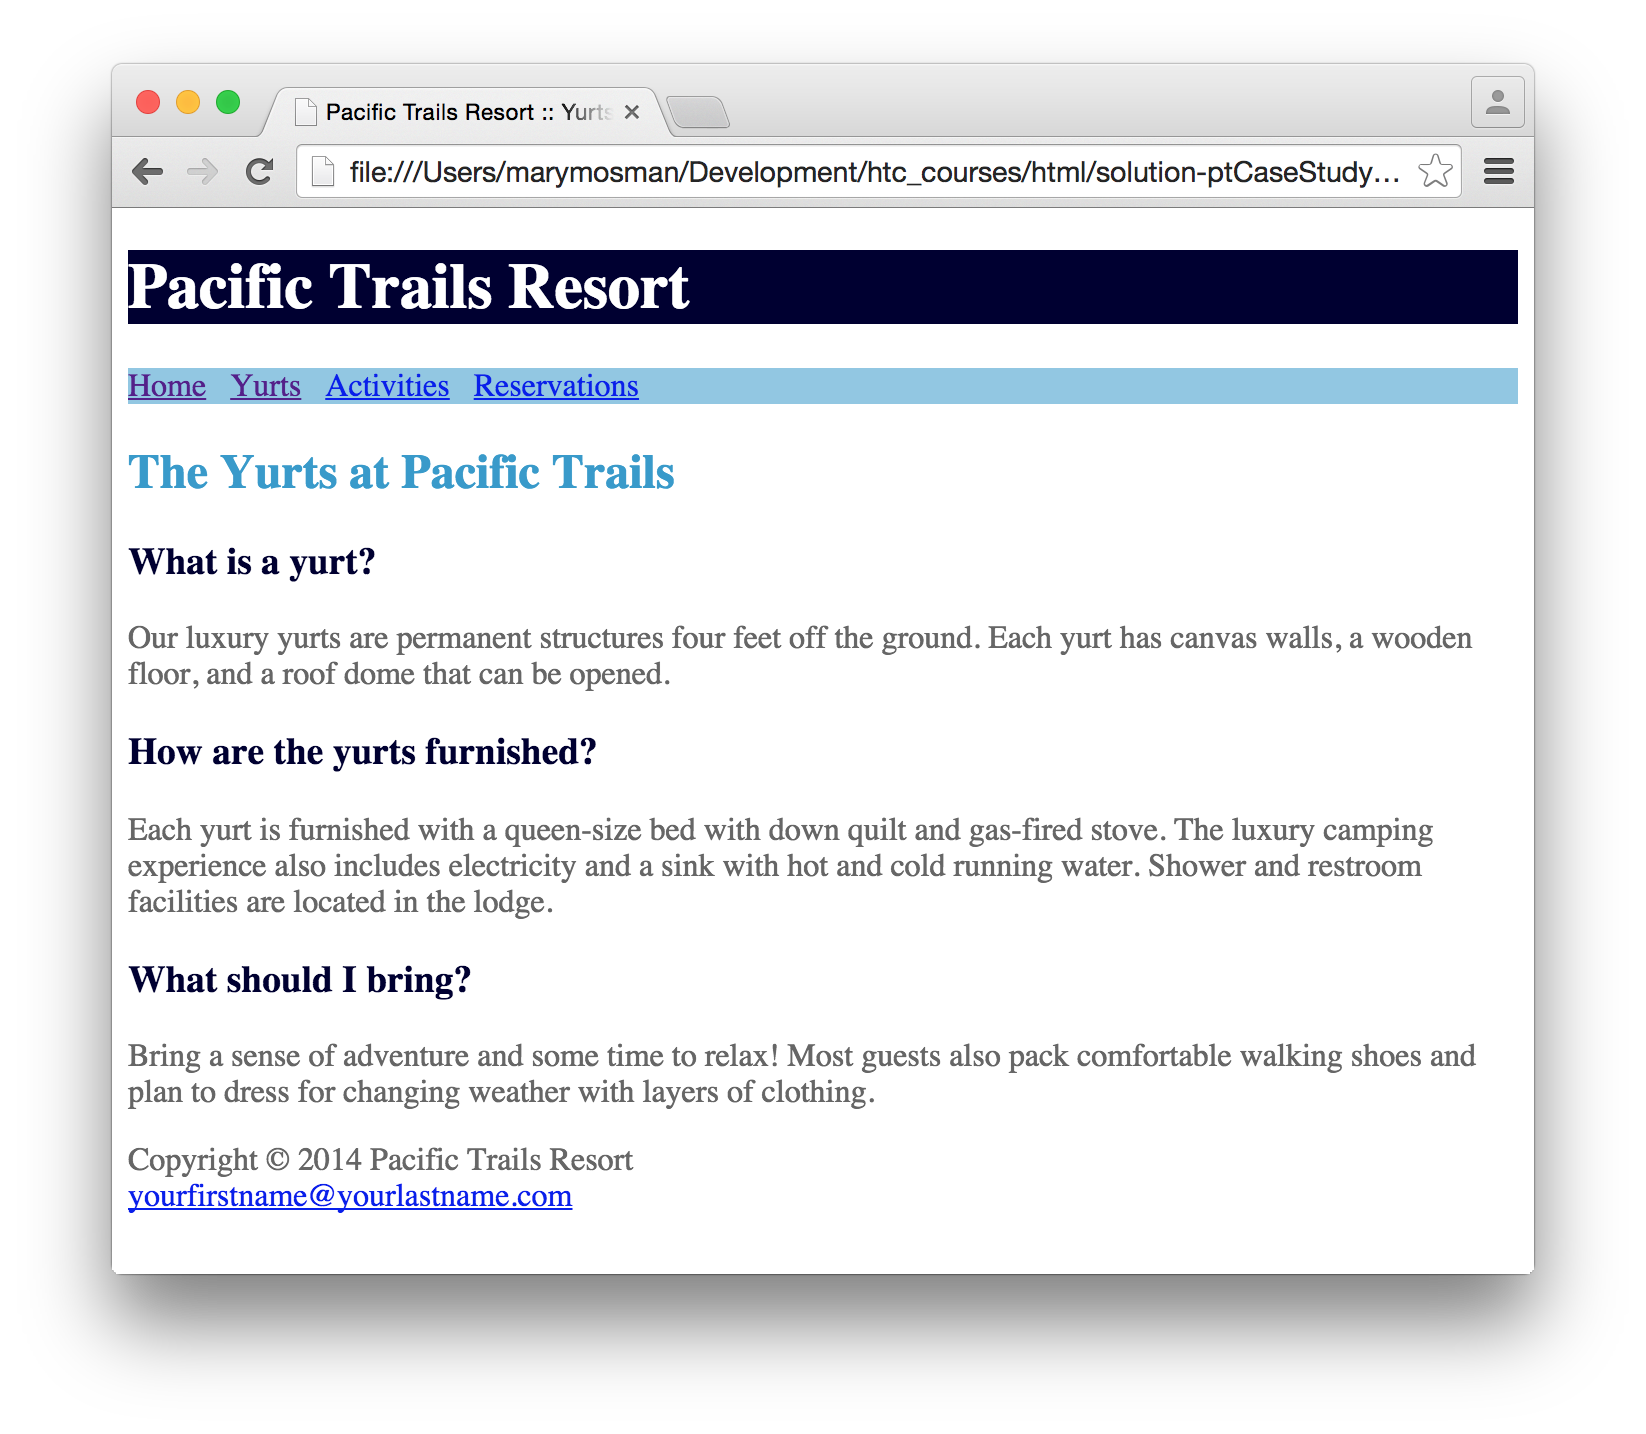 Pacific Trails Resort :: Yurts
file:///Users/marymosman/Development/htc_courses/html/solution-ptCaseStudy...
Pacific Trails Resort
Home Yurts Activities Reservations
The Yurts at Pacific Trails
What is a yurt?
Our luxury yurts are permanent structures four feet off the ground. Each yurt has canvas walls, a wooden
floor, and a roof dome that can be opened.
How are the yurts furnished?
Each yurt is furnished with a queen-size bed with down quilt and gas-fired stove. The luxury camping
experience also includes electricity and a sink with hot and cold running water. Shower and restroom
facilities are located in the lodge.
What should I bring?
Bring a sense of adventure and some time to relax! Most guests also pack comfortable walking shoes and
plan to dress for changing weather with layers of clothing.
Copyright © 2014 Pacific Trails Resort
yourfirstname@yourlastname.com